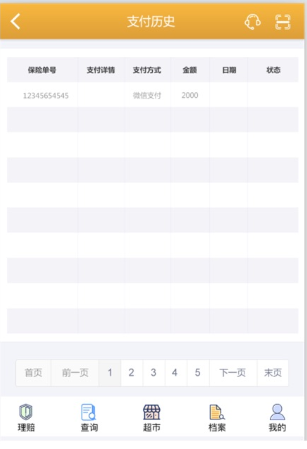 支付历史
保险单号 支付详情 支付方式 金额 日期 状态
12345654545 微信支付 2000
首页 前一页 1 2 3 4 5 下一页 末页
理赔 查询 超市 档案 我的